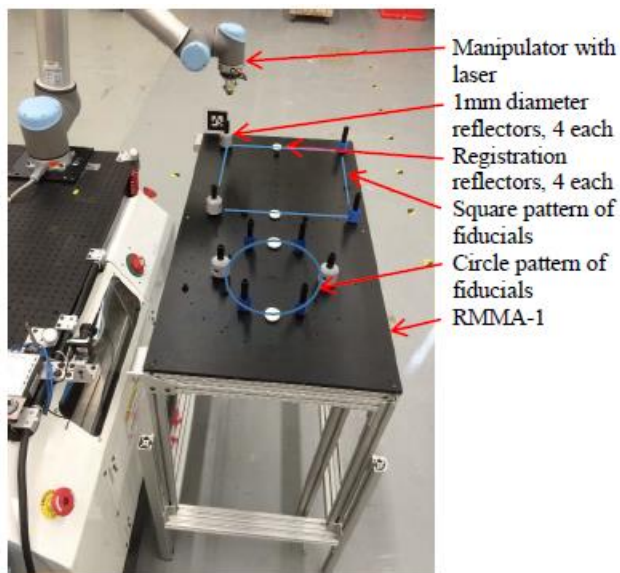 Manipulator with
laser
1mm diameter
reflectors, 4 each
Registration
reflectors, 4 each
Square pattern of
fiducials
Circle pattern of
fiducials
RMMA-1